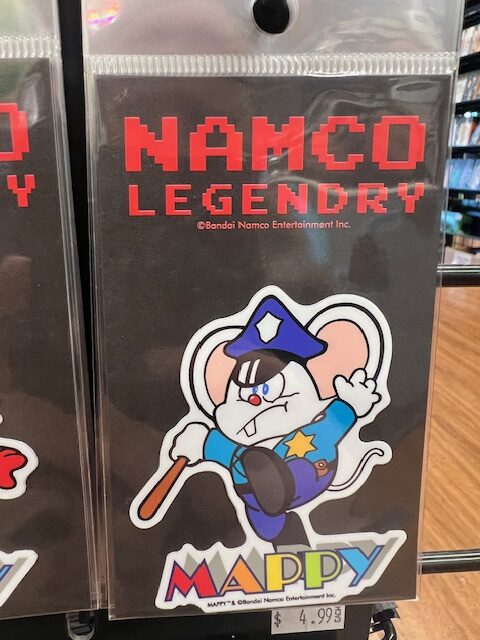 NAMCO
LEGENDRY
©Bandai Namco Entertainment Inc.
MAPPY
MAPPY™ & ©Bandai Namco Entertainment Inc.
$ 4.99